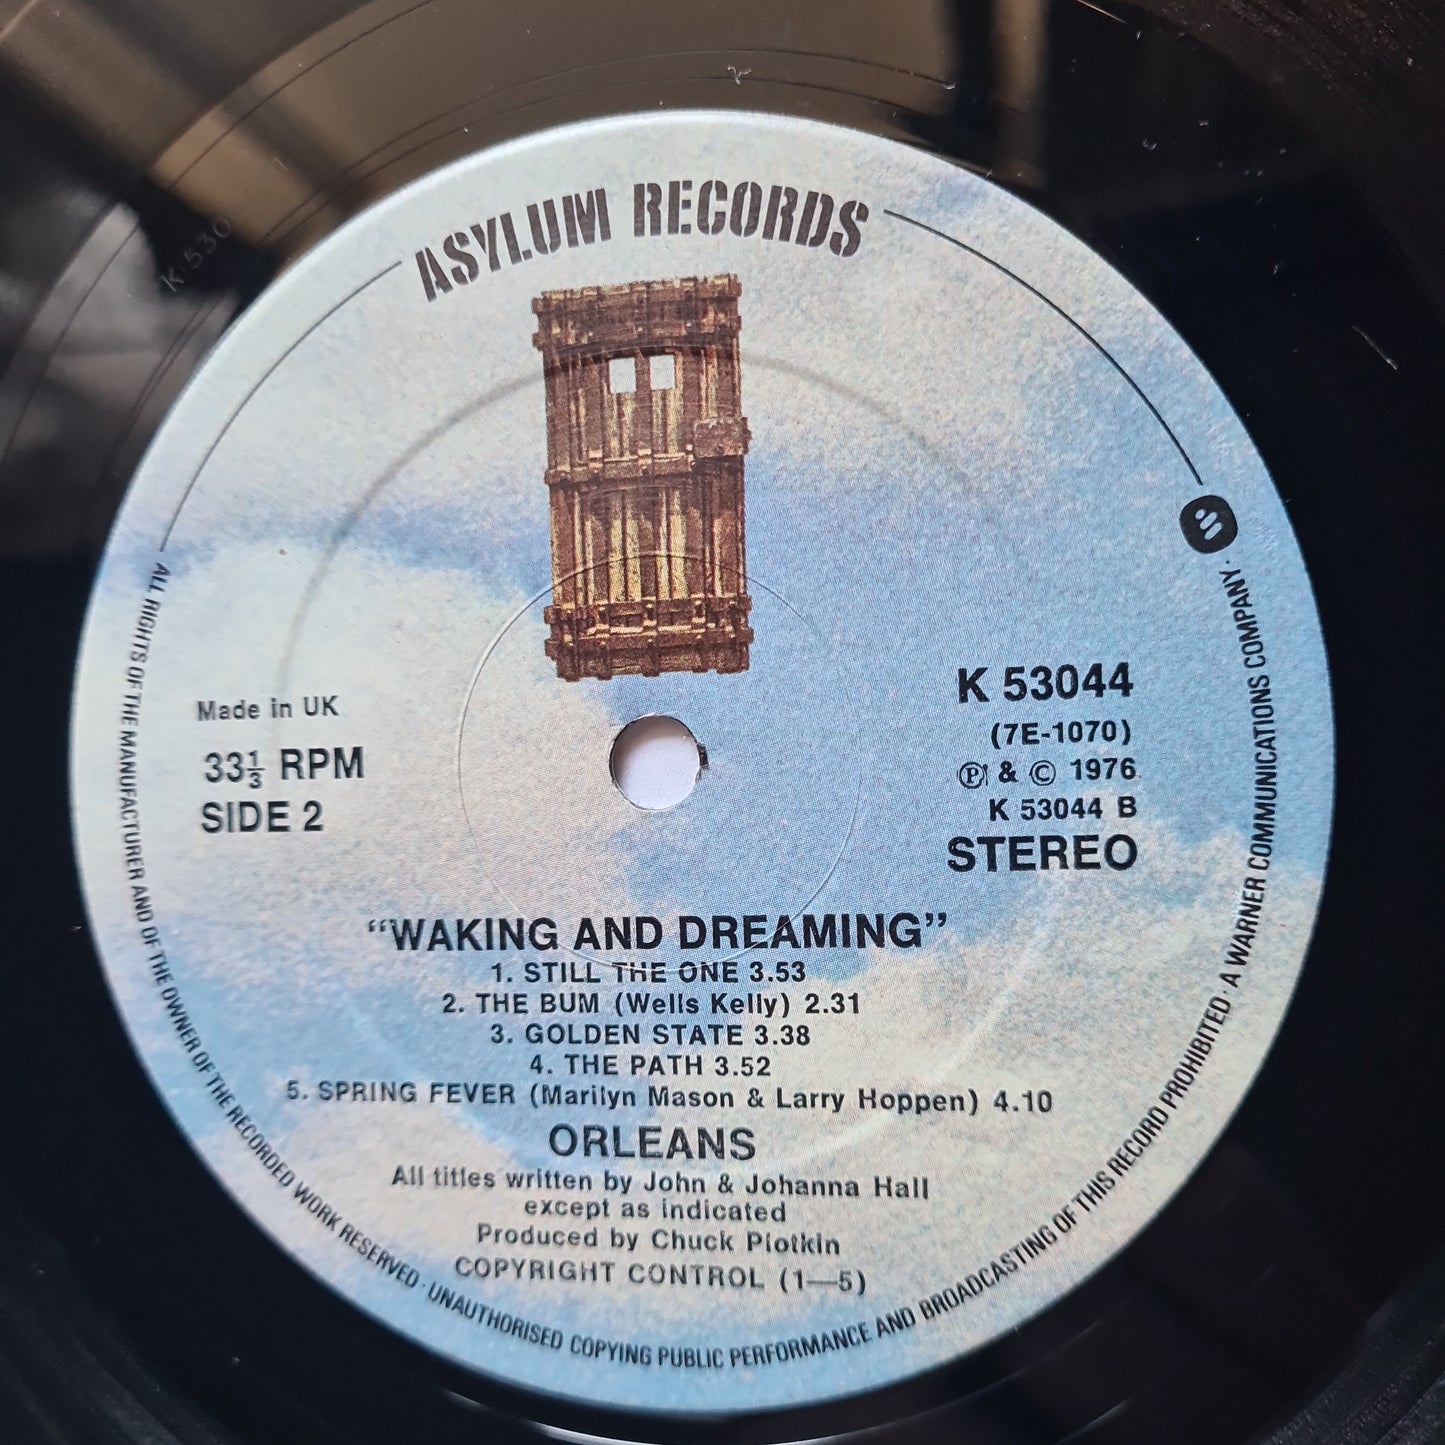 ASYLUM RECORDS
K 53044
(7E-1070)
Ⓟ & © 1976
K 53044 B
STEREO
Made in UK
33⅓ RPM
SIDE 2
“WAKING AND DREAMING”
1. STILL THE ONE 3.53
2. THE BUM (Wells Kelly) 2.31
3. GOLDEN STATE 3.38
4. THE PATH 3.52
5. SPRING FEVER (Marilyn Mason & Larry Hoppen) 4.10
ORLEANS
All titles written by John & Johanna Hall
except as indicated
Produced by Chuck Plotkin
COPYRIGHT CONTROL (1—5)
ALL RIGHTS OF THE MANUFACTURER AND OF THE OWNER OF THE RECORDED WORK RESERVED · UNAUTHORISED COPYING PUBLIC PERFORMANCE AND BROADCASTING OF THIS RECORD PROHIBITED · A WARNER COMMUNICATIONS COMPANY ·